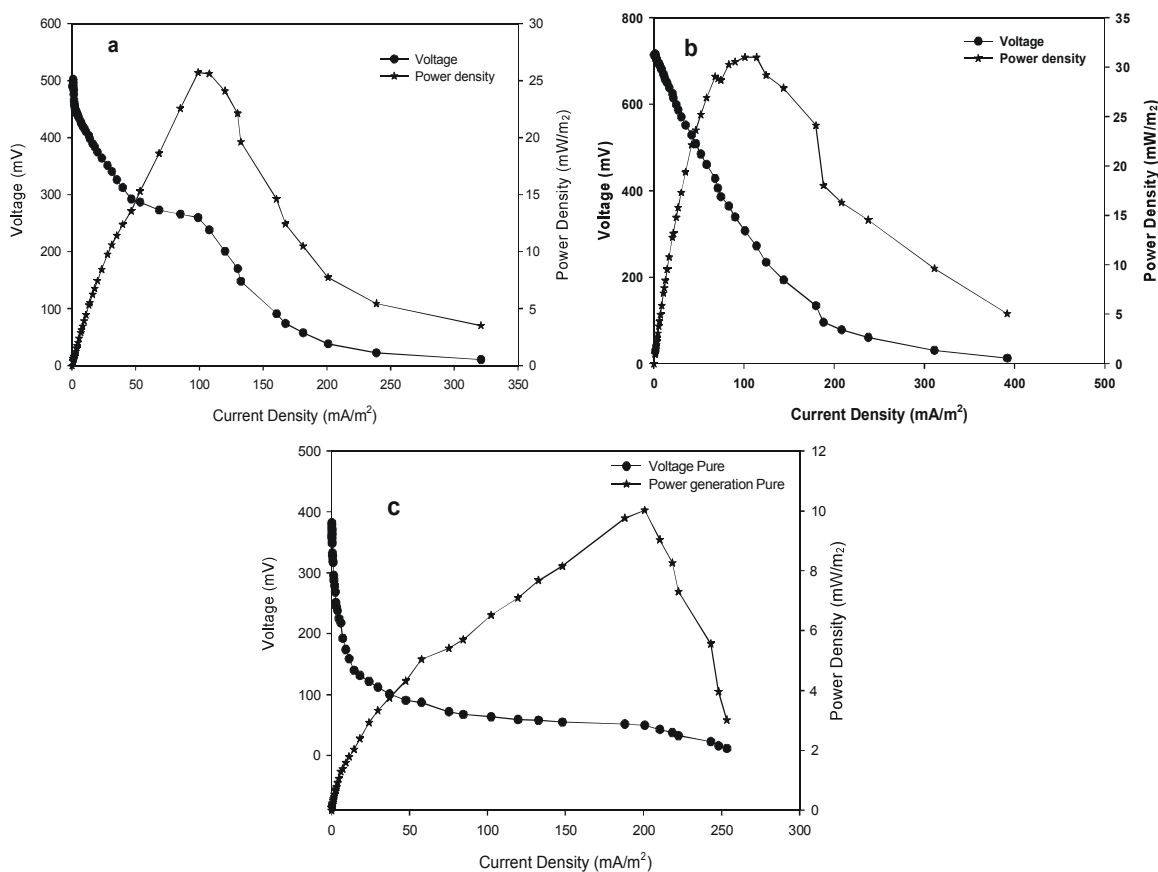 a
Voltage
Power density
600
500
400
300
200
100
0
Voltage (mV)
30
25
20
15
10
5
0
Power Density (mW/m2)
0 50 100 150 200 250 300 350
Current Density (mA/m2)
b
Voltage
Power density
800
600
400
200
0
Voltage (mV)
35
30
25
20
15
10
5
0
Power Density (mW/m2)
0 100 200 300 400 500
Current Density (mA/m2)
c
Voltage Pure
Power generation Pure
500
400
300
200
100
0
Voltage (mV)
12
10
8
6
4
2
0
Power Density (mW/m2)
0 50 100 150 200 250 300
Current Density (mA/m2)